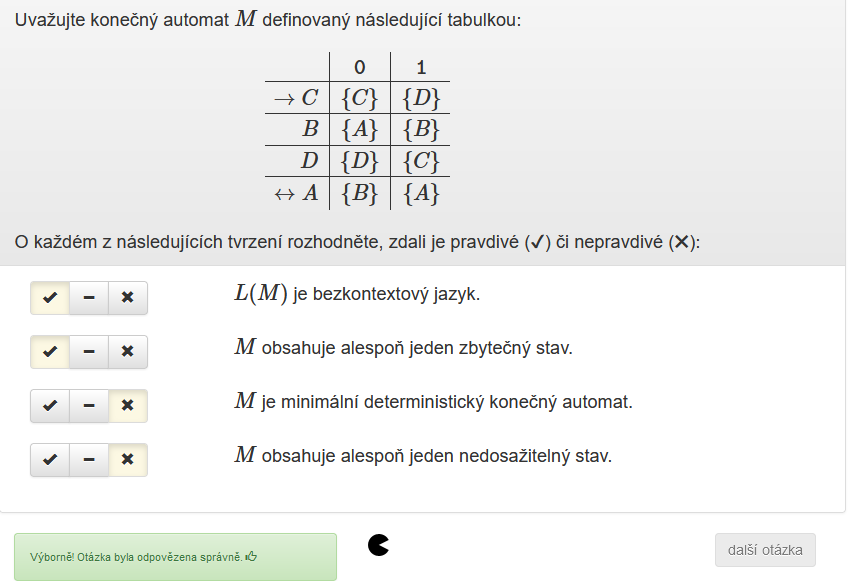 Uvažujte konečný automat M definovaný následující tabulkou:
0 1
→ C {C} {D}
B {A} {B}
D {D} {C}
↔ A {B} {A}
O každém z následujících tvrzení rozhodněte, zdali je pravdivé (✔) či nepravdivé (✖):
✔ − ✖ L(M) je bezkontextový jazyk.
✔ − ✖ M obsahuje alespoň jeden zbytečný stav.
✔ − ✖ M je minimální deterministický konečný automat.
✔ − ✖ M obsahuje alespoň jeden nedosažitelný stav.
Výborně! Otázka byla odpovězena správně.
další otázka